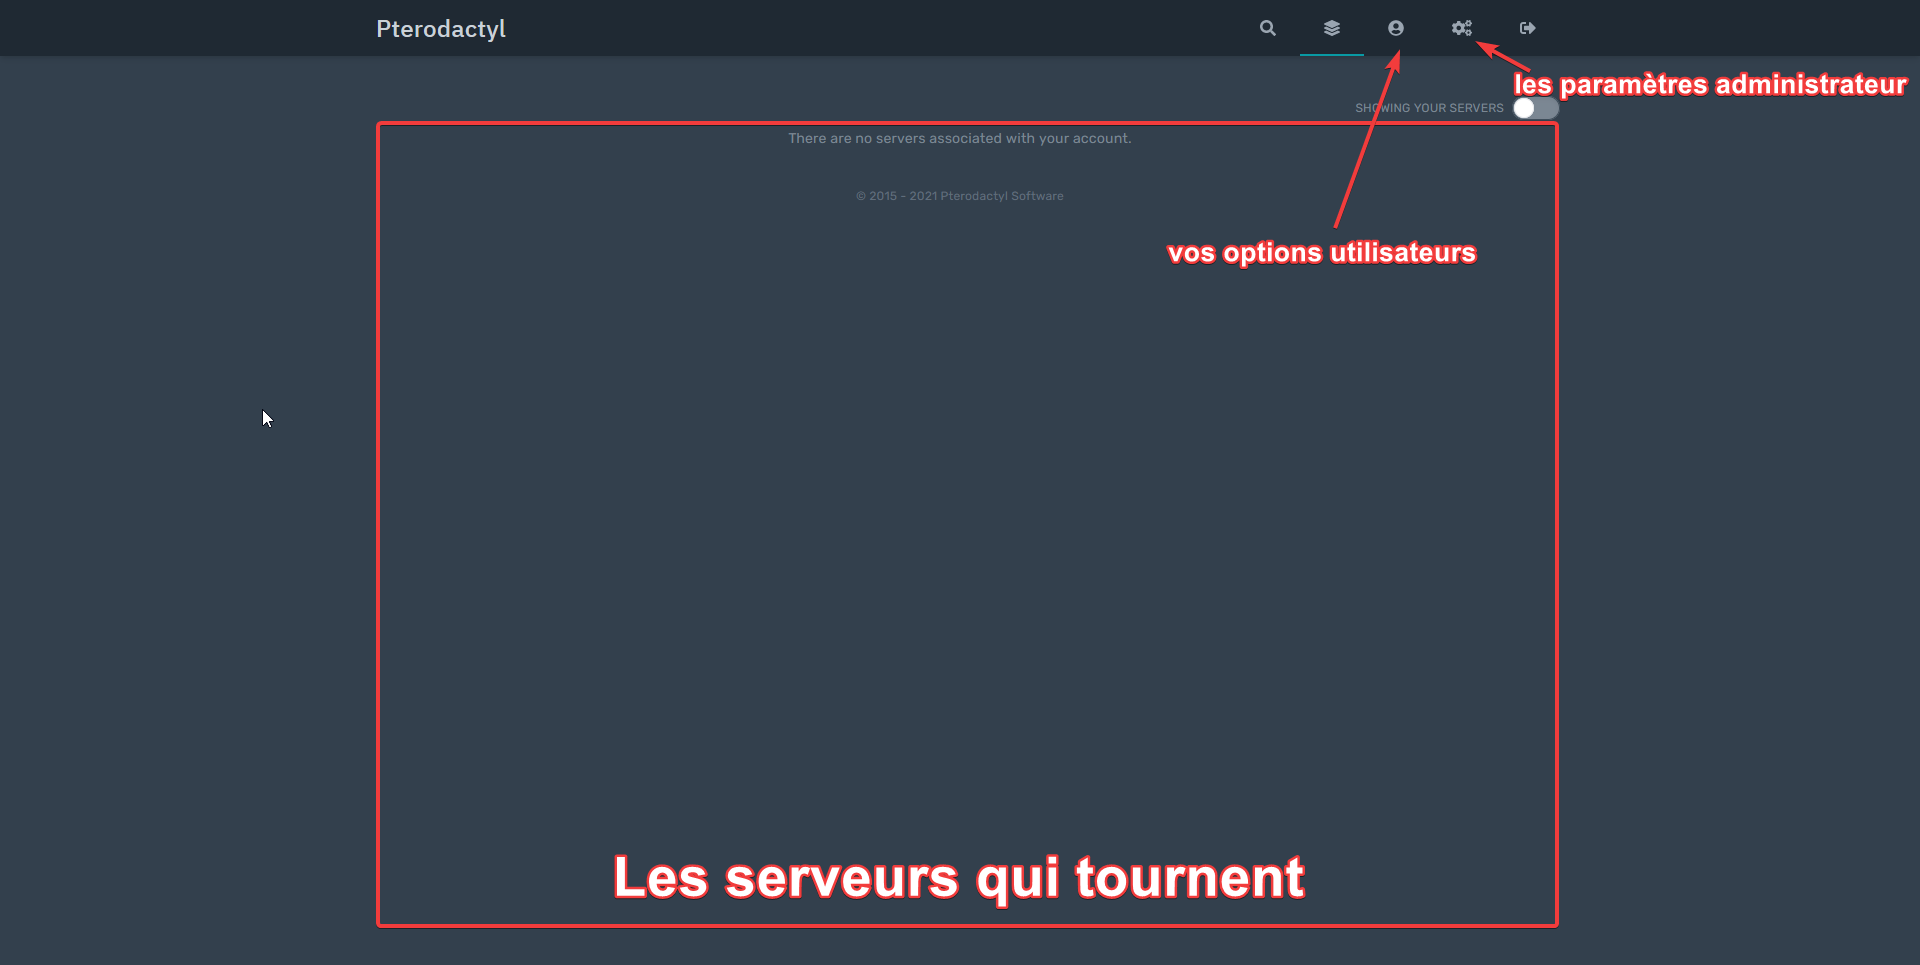 Pterodactyl
les paramètres administrateur
SHOWING YOUR SERVERS
There are no servers associated with your account.
© 2015 - 2021 Pterodactyl Software
vos options utilisateurs
Les serveurs qui tournent